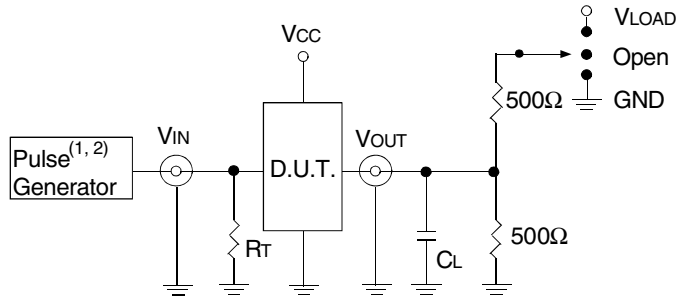 VLOAD
VCC
Open
500Ω
GND
VIN
VOUT
Pulse(1, 2)
Generator
D.U.T.
RT
CL
500Ω